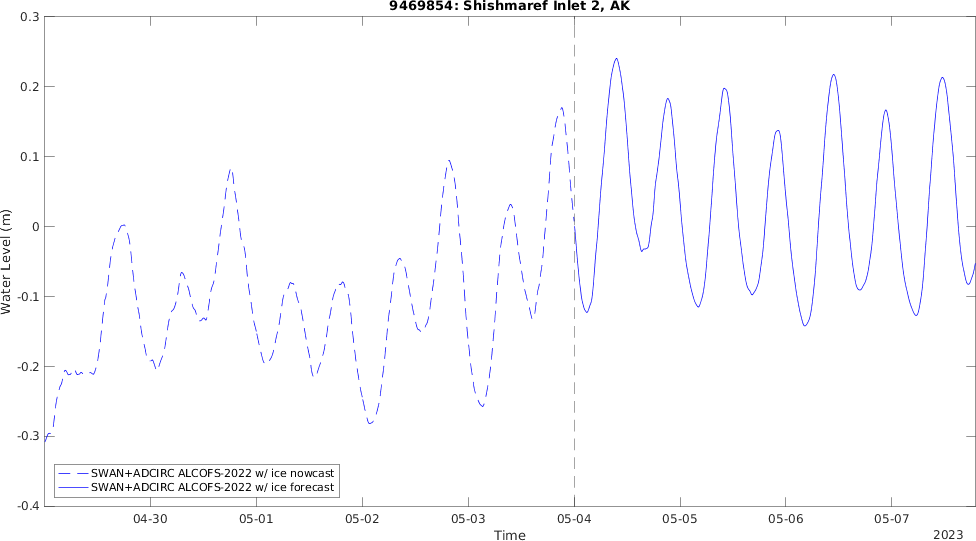 9469854: Shishmaref Inlet 2, AK
0.3
0.2
0.1
0
-0.1
-0.2
-0.3
-0.4
Water Level (m)
SWAN+ADCIRC ALCOFS-2022 w/ ice nowcast
SWAN+ADCIRC ALCOFS-2022 w/ ice forecast
04-30 05-01 05-02 05-03 05-04 05-05 05-06 05-07
Time
2023